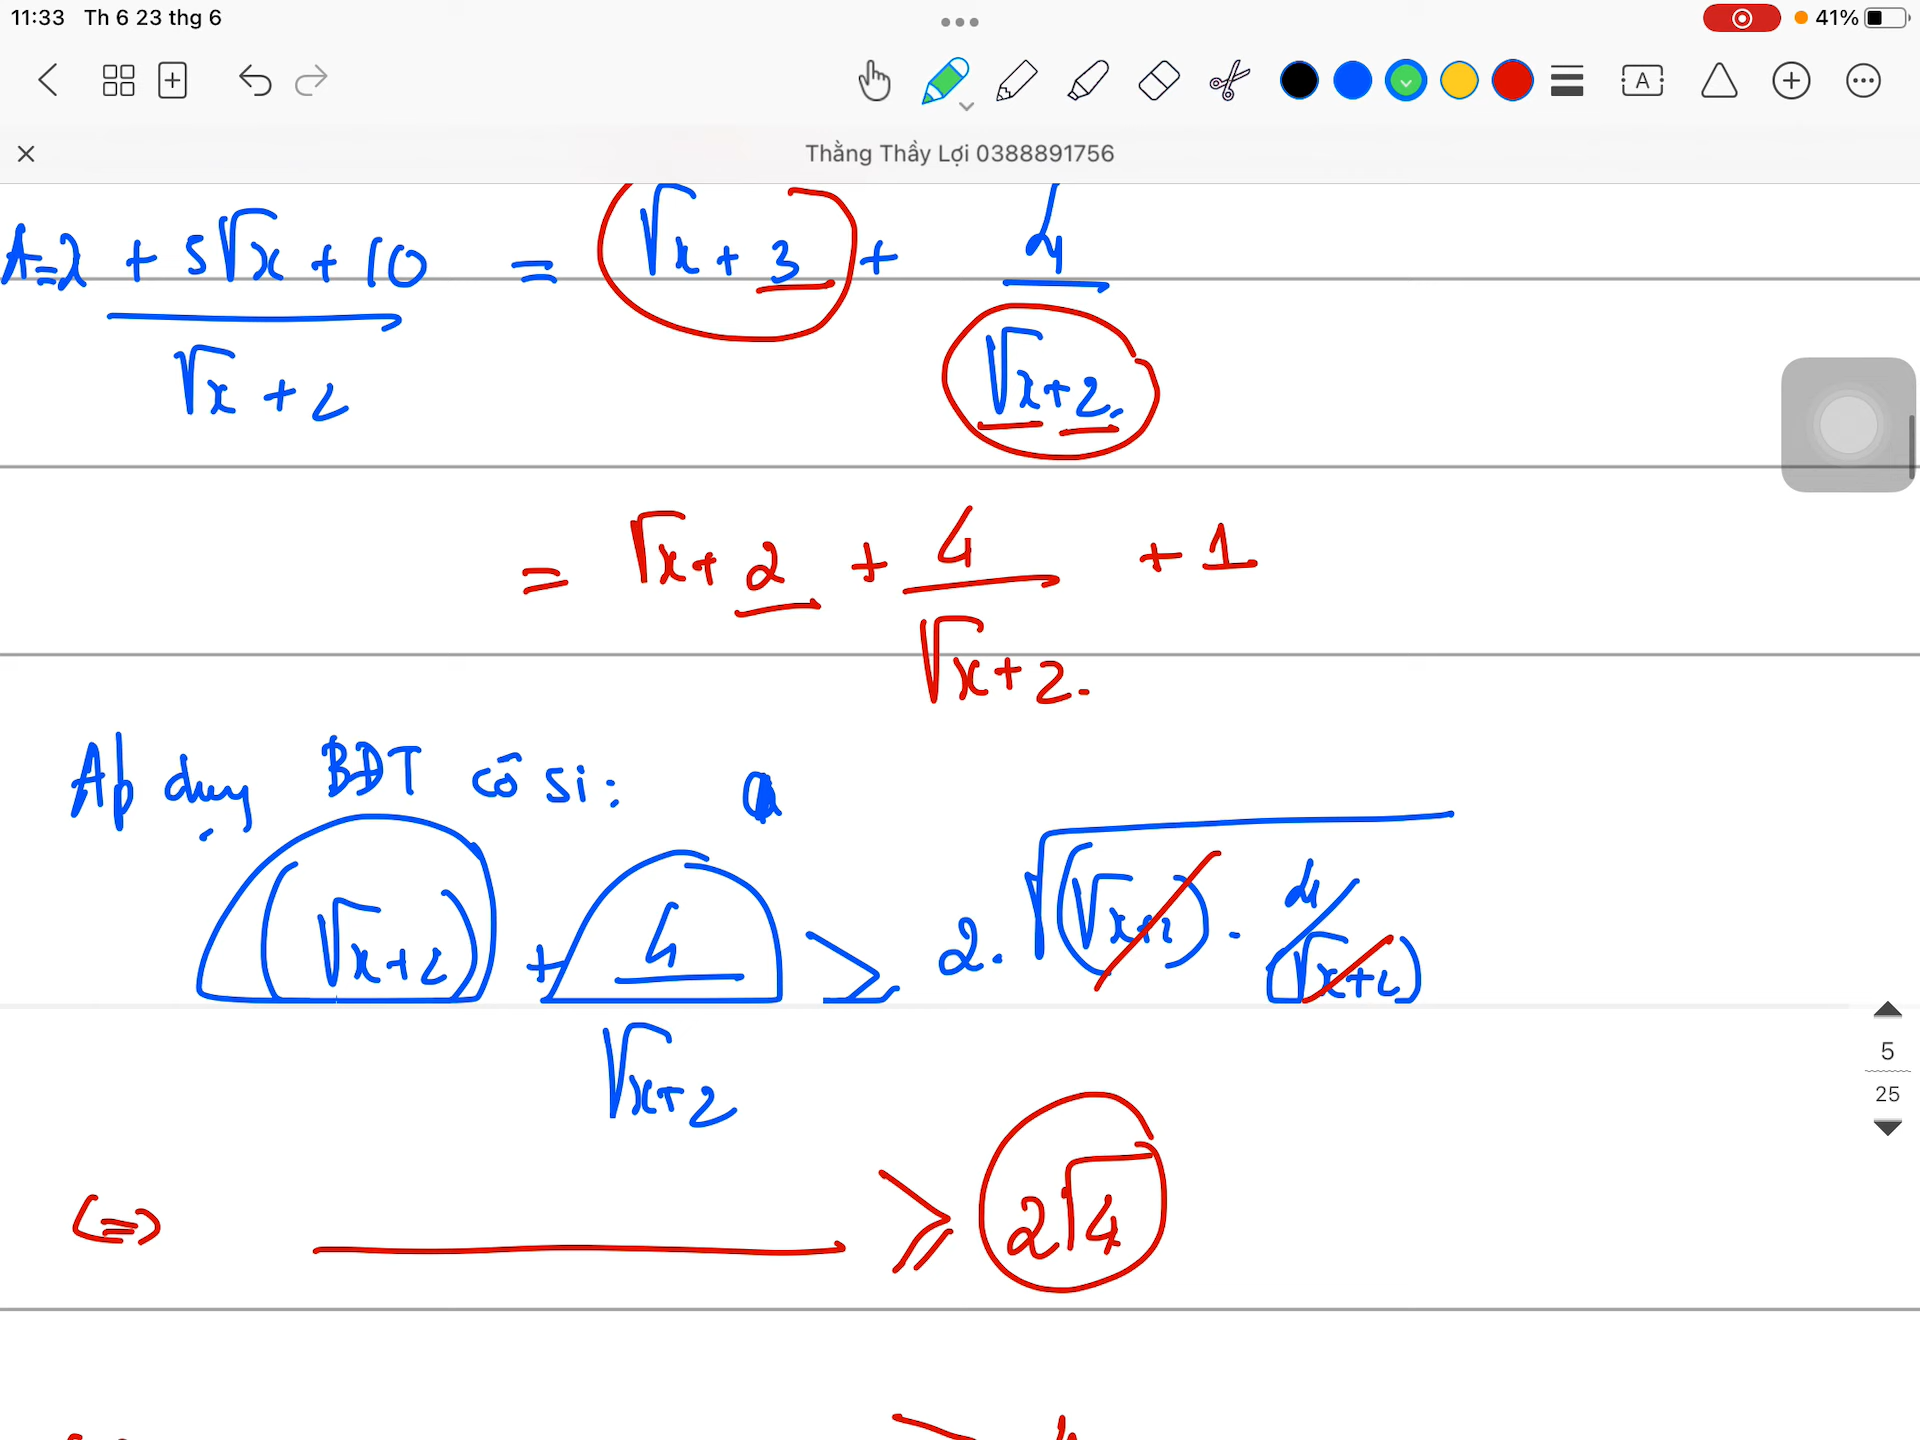 11:33 Th 6 23 thg 6
41%
A
Thằng Thầy Lợi 0388891756
A = x + 5√x + 10 / √x + 2 = √x + 3 + 4 / √x + 2.
= √x + 2 + 4 / √x + 2. + 1
Áp dụng BĐT cô si:
(√x + 2) + 4 / √x + 2 ≥ 2. √(√x + 2) . 4 / (√x + 2)
5
25
<=> ≥ 2√4